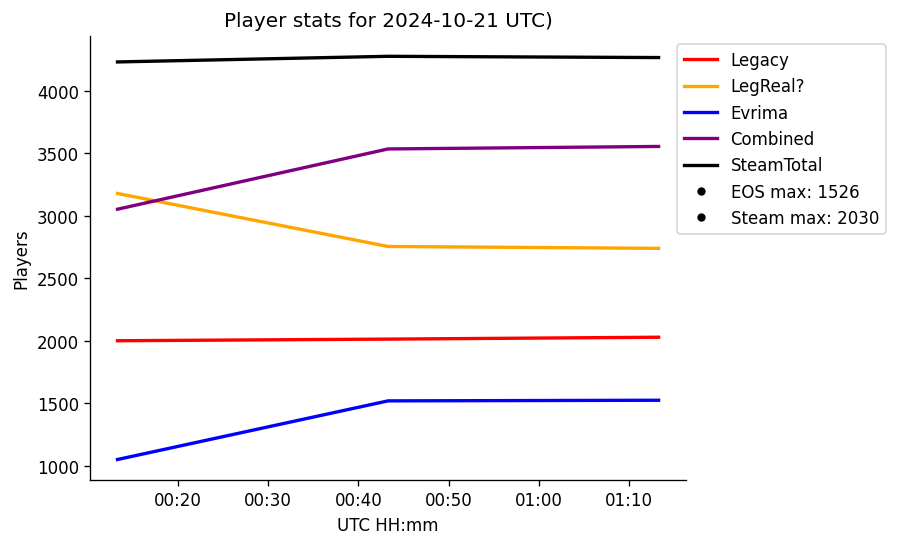 Player stats for 2024-10-21 UTC)
Legacy
LegReal?
Evrima
Combined
SteamTotal
EOS max: 1526
Steam max: 2030
Players
4000
3500
3000
2500
2000
1500
1000
00:20 00:30 00:40 00:50 01:00 01:10
UTC HH:mm